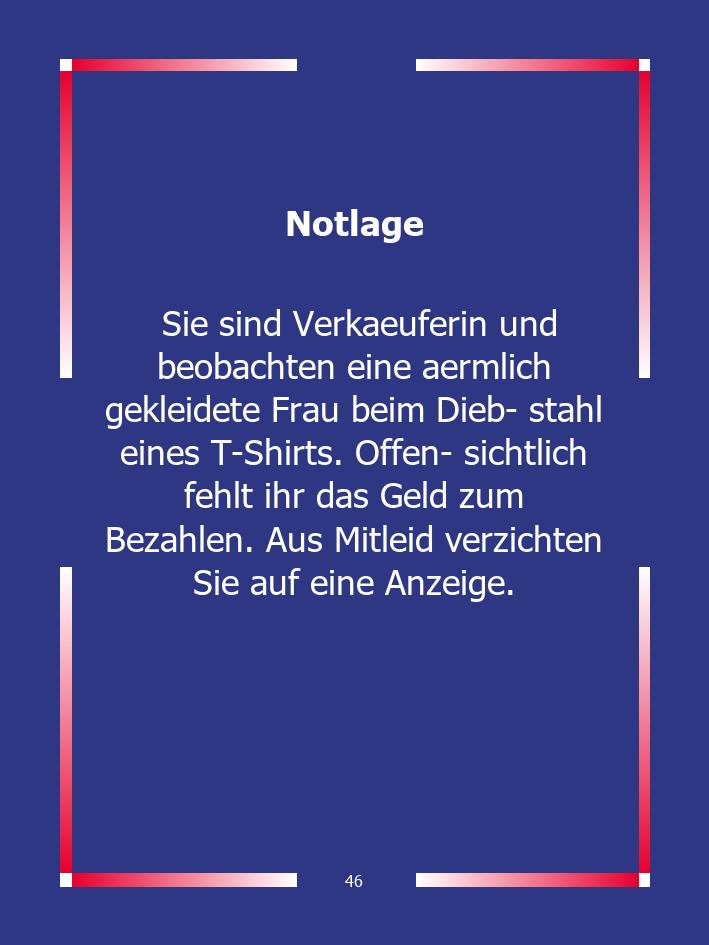 Notlage
Sie sind Verkaeuferin und
beobachten eine aermlich
gekleidete Frau beim Dieb- stahl
eines T-Shirts. Offen- sichtlich
fehlt ihr das Geld zum
Bezahlen. Aus Mitleid verzichten
Sie auf eine Anzeige.
46